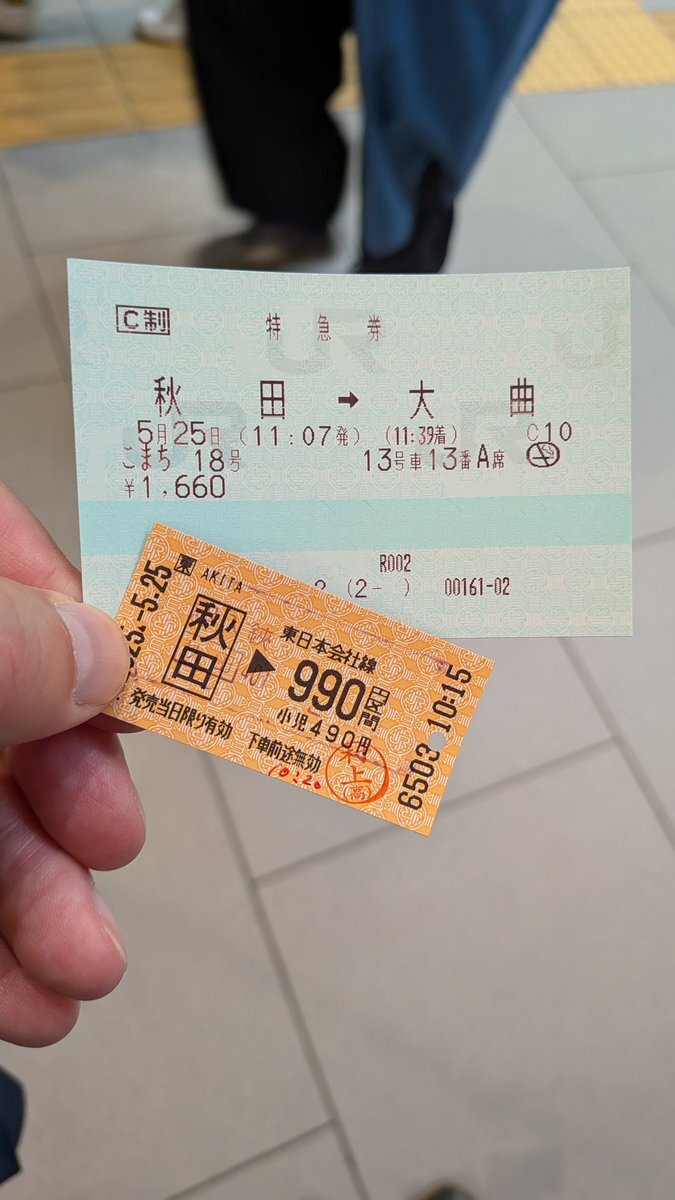 C制
特急券
秋田 → 大曲
5月25日 (11:07発) (11:39着) C10
こまち 18号 13号車13番A席
¥1,660
R002
2 (2- ) 00161-02
東 AKITA
-5.25
秋田 ▶ 東日本会社線
990円区間
小児490円
発売当日限り有効 下車前途無効
10:20
6503 10:15